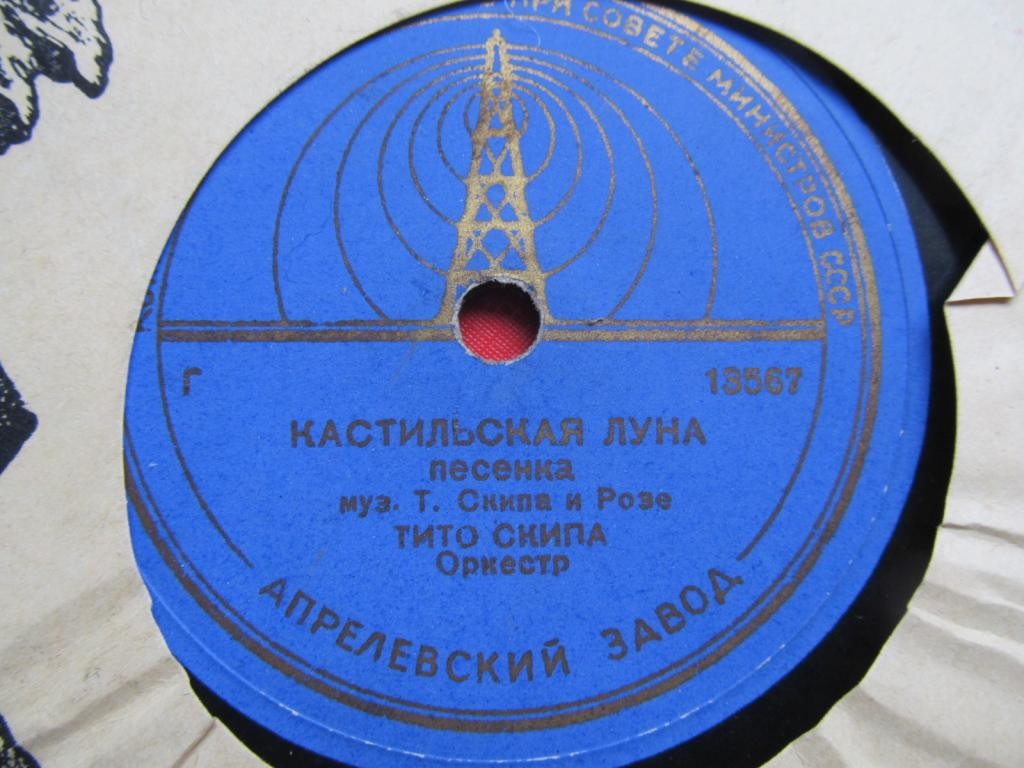 ПРИ СОВЕТЕ МИНИСТРОВ СССР
Г 13567
КАСТИЛЬСКАЯ ЛУНА
песенка
муз. Т. Скипа и Розе
ТИТО СКИПА
Оркестр
АПРЕЛЕВСКИЙ ЗАВОД